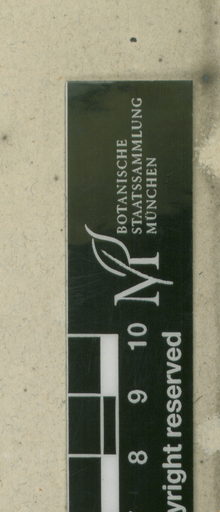 BOTANISCHE
STAATSSAMMLUNG
MÜNCHEN
M
10
9
8
yright reserved